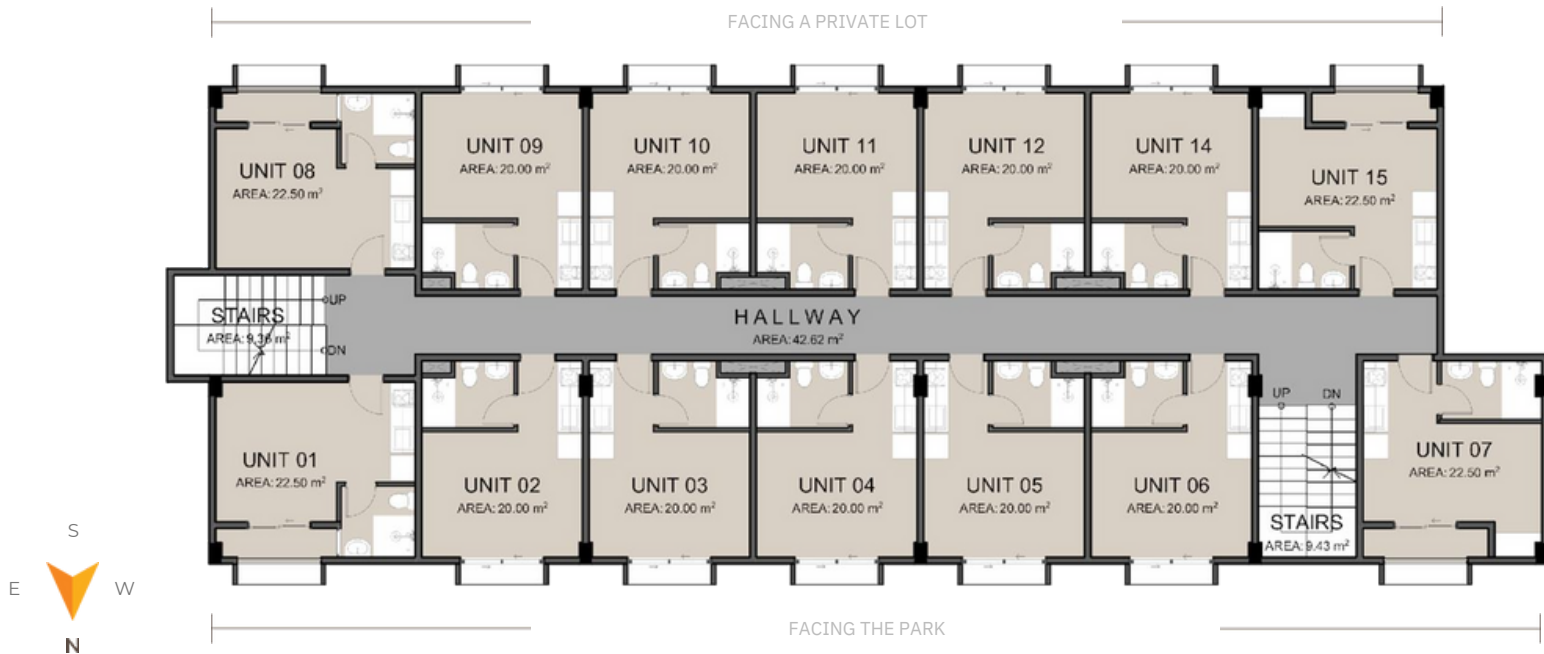 FACING A PRIVATE LOT
UNIT 08
AREA: 22.50 m²
UNIT 09
AREA: 20.00 m²
UNIT 10
AREA: 20.00 m²
UNIT 11
AREA: 20.00 m²
UNIT 12
AREA: 20.00 m²
UNIT 14
AREA: 20.00 m²
UNIT 15
AREA: 22.50 m²
UP
STAIRS
AREA: 9.36 m²
DN
HALLWAY
AREA: 42.62 m²
UP
DN
UNIT 01
AREA: 22.50 m²
UNIT 02
AREA: 20.00 m²
UNIT 03
AREA: 20.00 m²
UNIT 04
AREA: 20.00 m²
UNIT 05
AREA: 20.00 m²
UNIT 06
AREA: 20.00 m²
UNIT 07
AREA: 22.50 m²
STAIRS
AREA: 9.43 m²
S
E
W
N
FACING THE PARK